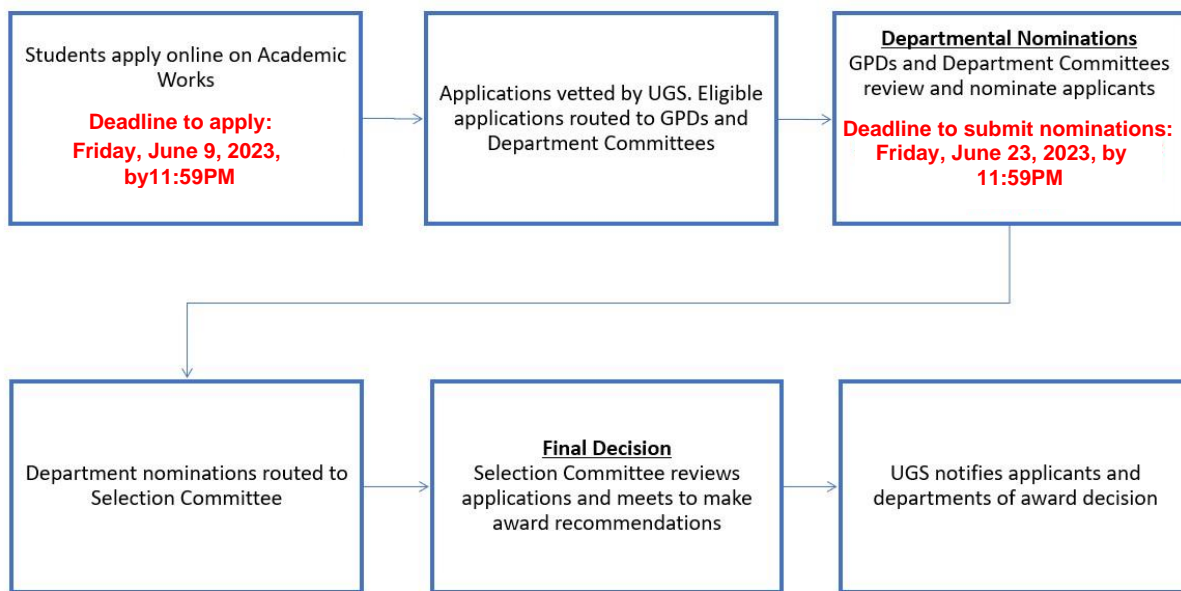 Students apply online on Academic
Works
Deadline to apply:
Friday, June 9, 2023,
by11:59PM
Applications vetted by UGS. Eligible
applications routed to GPDs and
Department Committees
Departmental Nominations
GPDs and Department Committees
review and nominate applicants
Deadline to submit nominations:
Friday, June 23, 2023, by
11:59PM
Department nominations routed to
Selection Committee
Final Decision
Selection Committee reviews
applications and meets to make
award recommendations
UGS notifies applicants and
departments of award decision